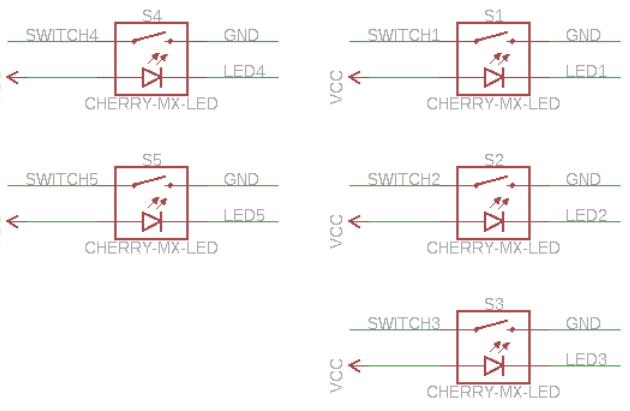 S4
SWITCH4 GND
LED4
CHERRY-MX-LED
S1
SWITCH1 GND
VCC LED1
CHERRY-MX-LED
S5
SWITCH5 GND
LED5
CHERRY-MX-LED
S2
SWITCH2 GND
VCC LED2
CHERRY-MX-LED
S3
SWITCH3 GND
VCC LED3
CHERRY-MX-LED